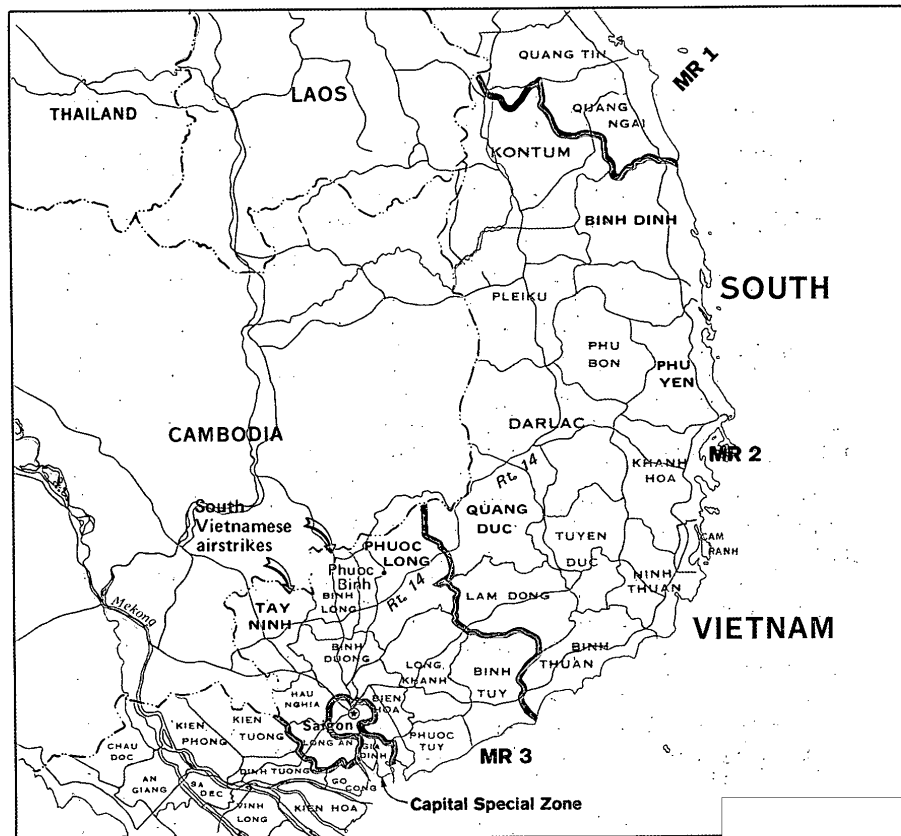 QUANG TIN
MR 1
THAILAND
LAOS
QUANG
NGAI
KONTUM
BINH DINH
SOUTH
PLEIKU
PHU
BON
PHU
YEN
CAMBODIA
DARLAC
MR 2
KHANH
HOA
Rt. 14
South
Vietnamese
airstrikes
QUANG
DUC
TUYEN
DUC
CAM
RANH
PHUOC
LONG
Phuoc
Binh
BINH
LONG
Rt. 14
NINH
THUAN
TAY
NINH
LAM DONG
Mekong
VIETNAM
BINH
DUONG
LONG
KHANH
BINH
TUY
BINH
THUAN
HAU
NGHIA
BIEN
HOA
Saigon
KIEN
PHONG
KIEN
TUONG
LONG AN
GIA
DINH
PHUOC
TUY
CHAU
DOC
MR 3
AN
GIANG
SA
DEC
DINH TUONG
GO
CONG
VINH
LONG
KIEN HOA
Capital Special Zone